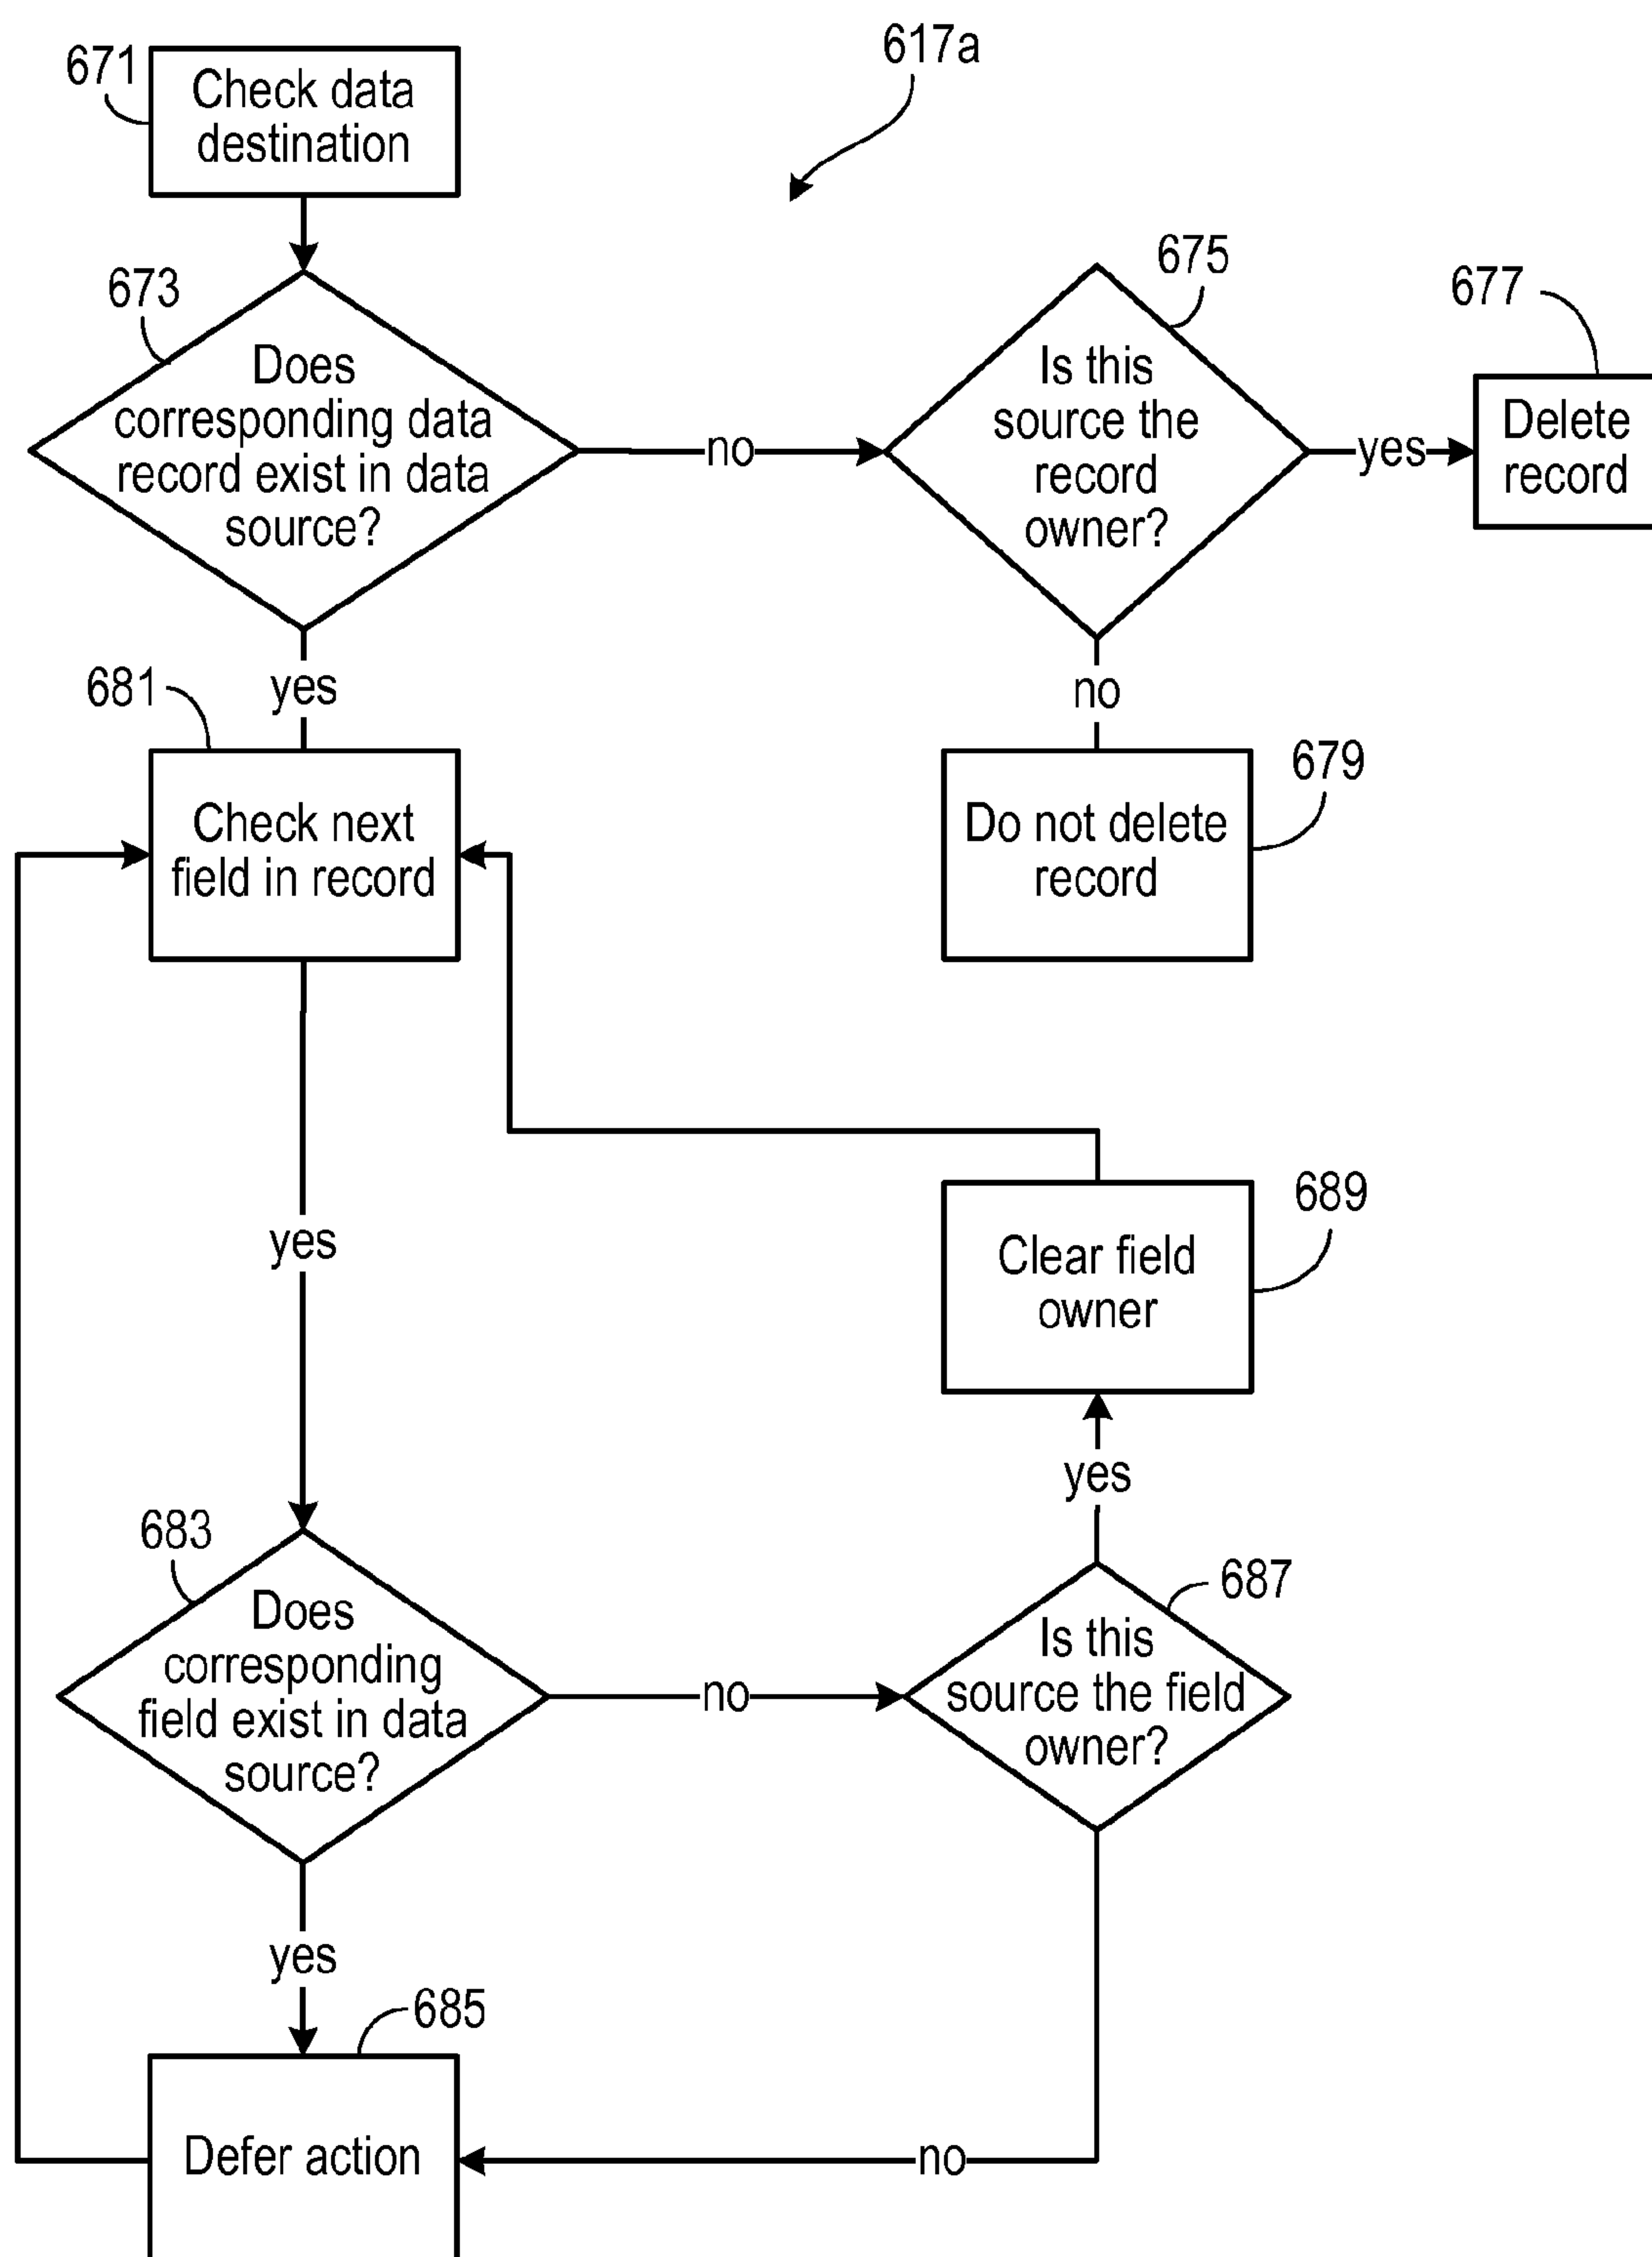 617a
671
Check data
destination
673
Does
corresponding data
record exist in data
source?
no
675
Is this
source the
record
owner?
yes
677
Delete
record
yes
no
681
Check next
field in record
679
Do not delete
record
yes
689
Clear field
owner
yes
683
Does
corresponding
field exist in data
source?
no
687
Is this
source the field
owner?
yes
685
Defer action
no